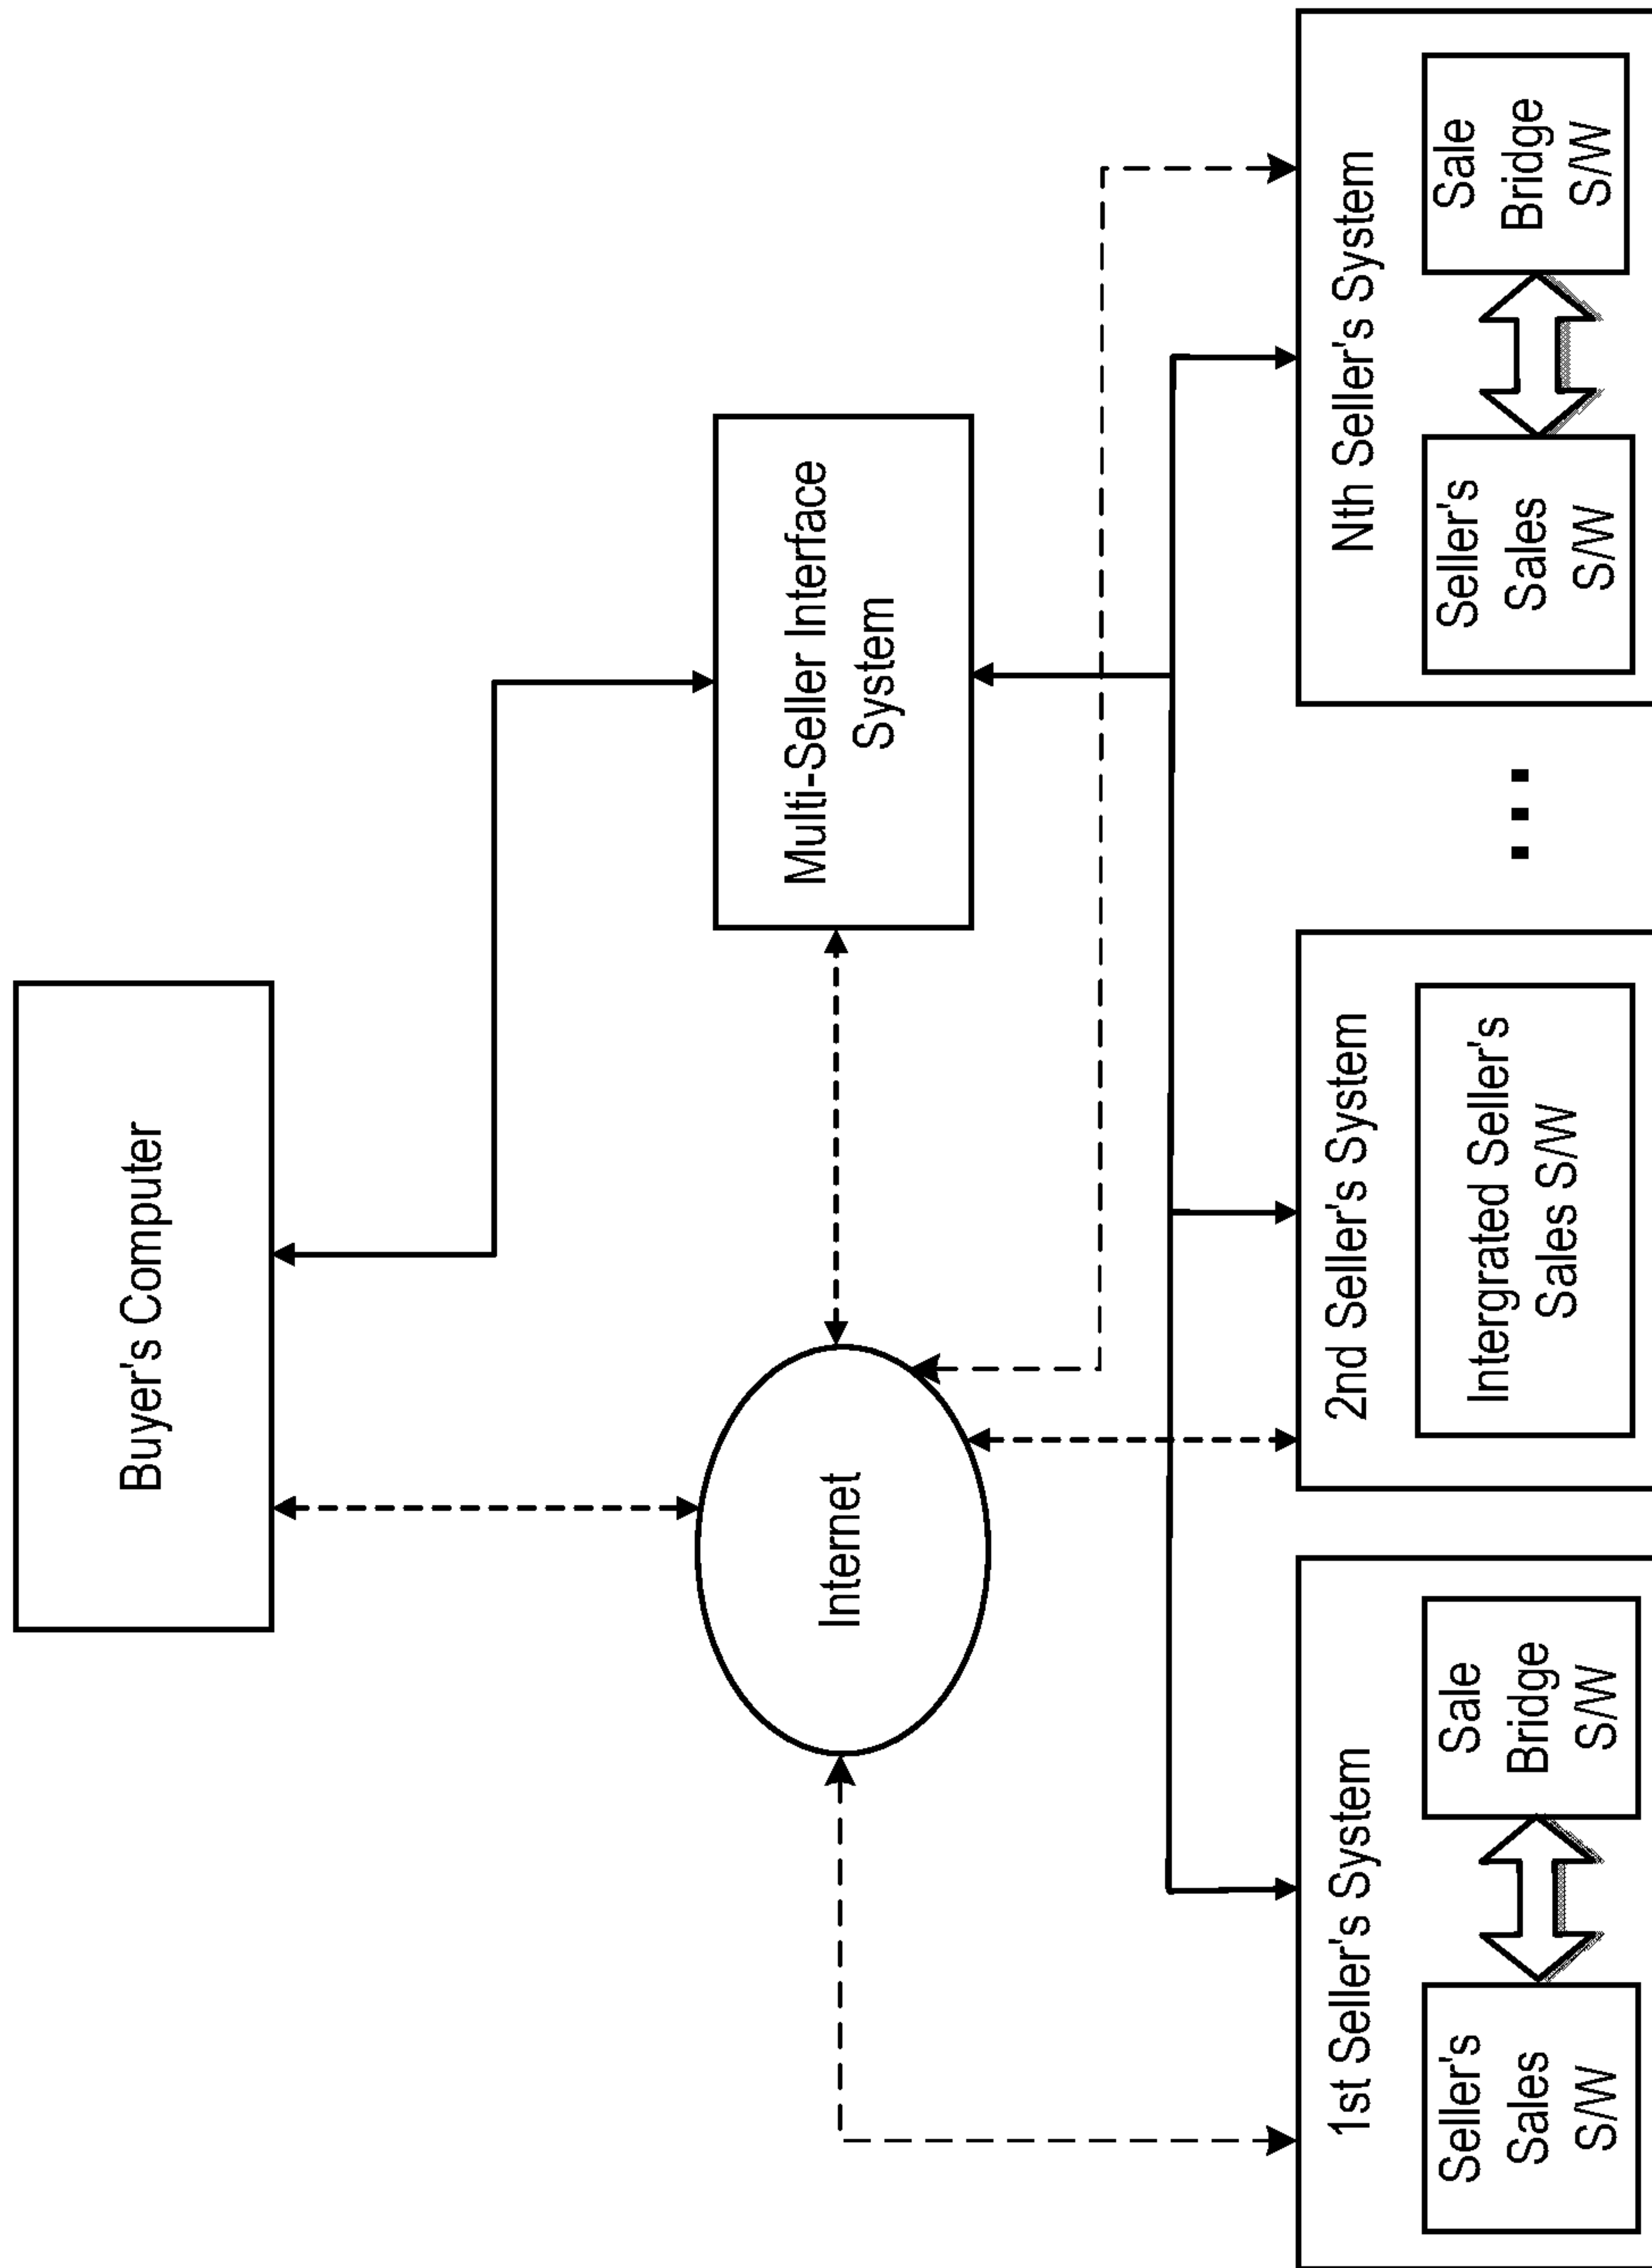 Buyer's Computer
Internet
Multi-Seller Interface
System
1st Seller's System
Seller's
Sales
S/W
Sale
Bridge
S/W
2nd Seller's System
Intergrated Seller's
Sales S/W
...
Nth Seller's System
Seller's
Sales
S/W
Sale
Bridge
S/W